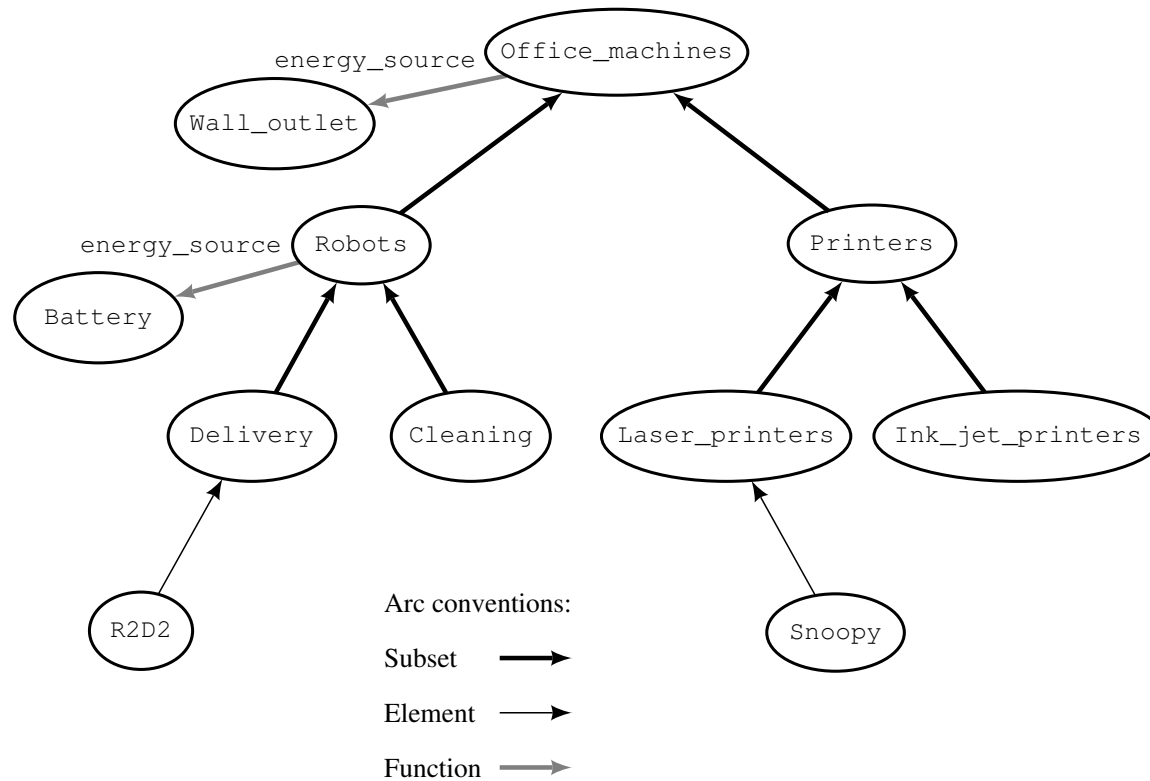 Office_machines
energy_source
Wall_outlet
energy_source
Robots
Printers
Battery
Delivery
Cleaning
Laser_printers
Ink_jet_printers
R2D2
Snoopy
Arc conventions:
Subset
Element
Function